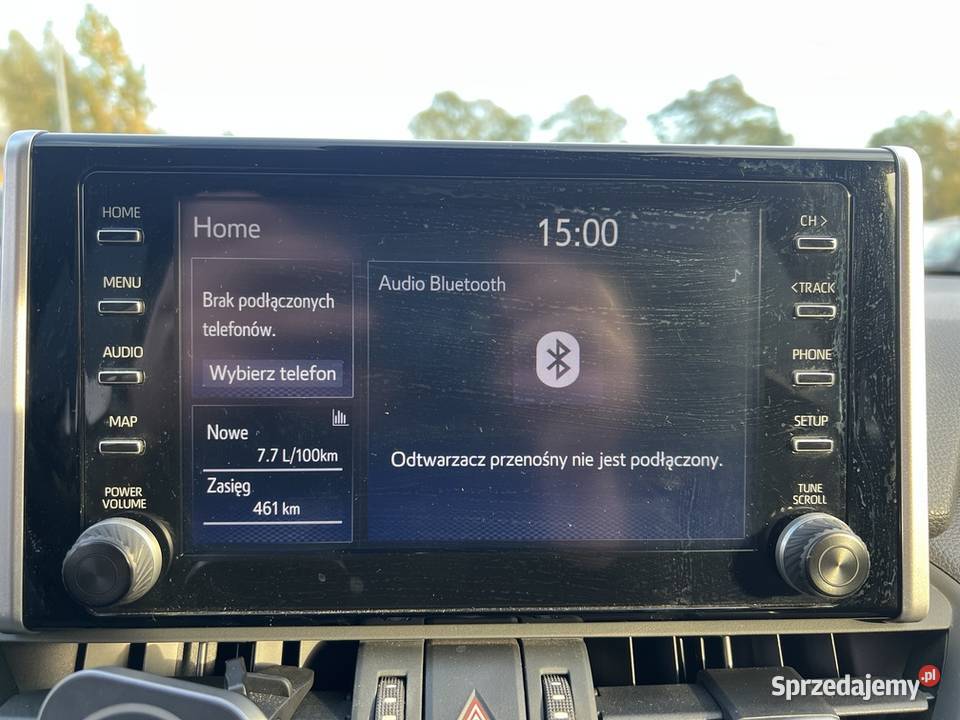 HOME
MENU
AUDIO
MAP
POWER
VOLUME
Home
15:00
Brak podłączonych
telefonów.
Wybierz telefon
Nowe
7.7 L/100km
Zasięg
461 km
Audio Bluetooth
Odtwarzacz przenośny nie jest podłączony.
CH >
<TRACK
PHONE
SETUP
TUNE
SCROLL
Sprzedajemy.pl